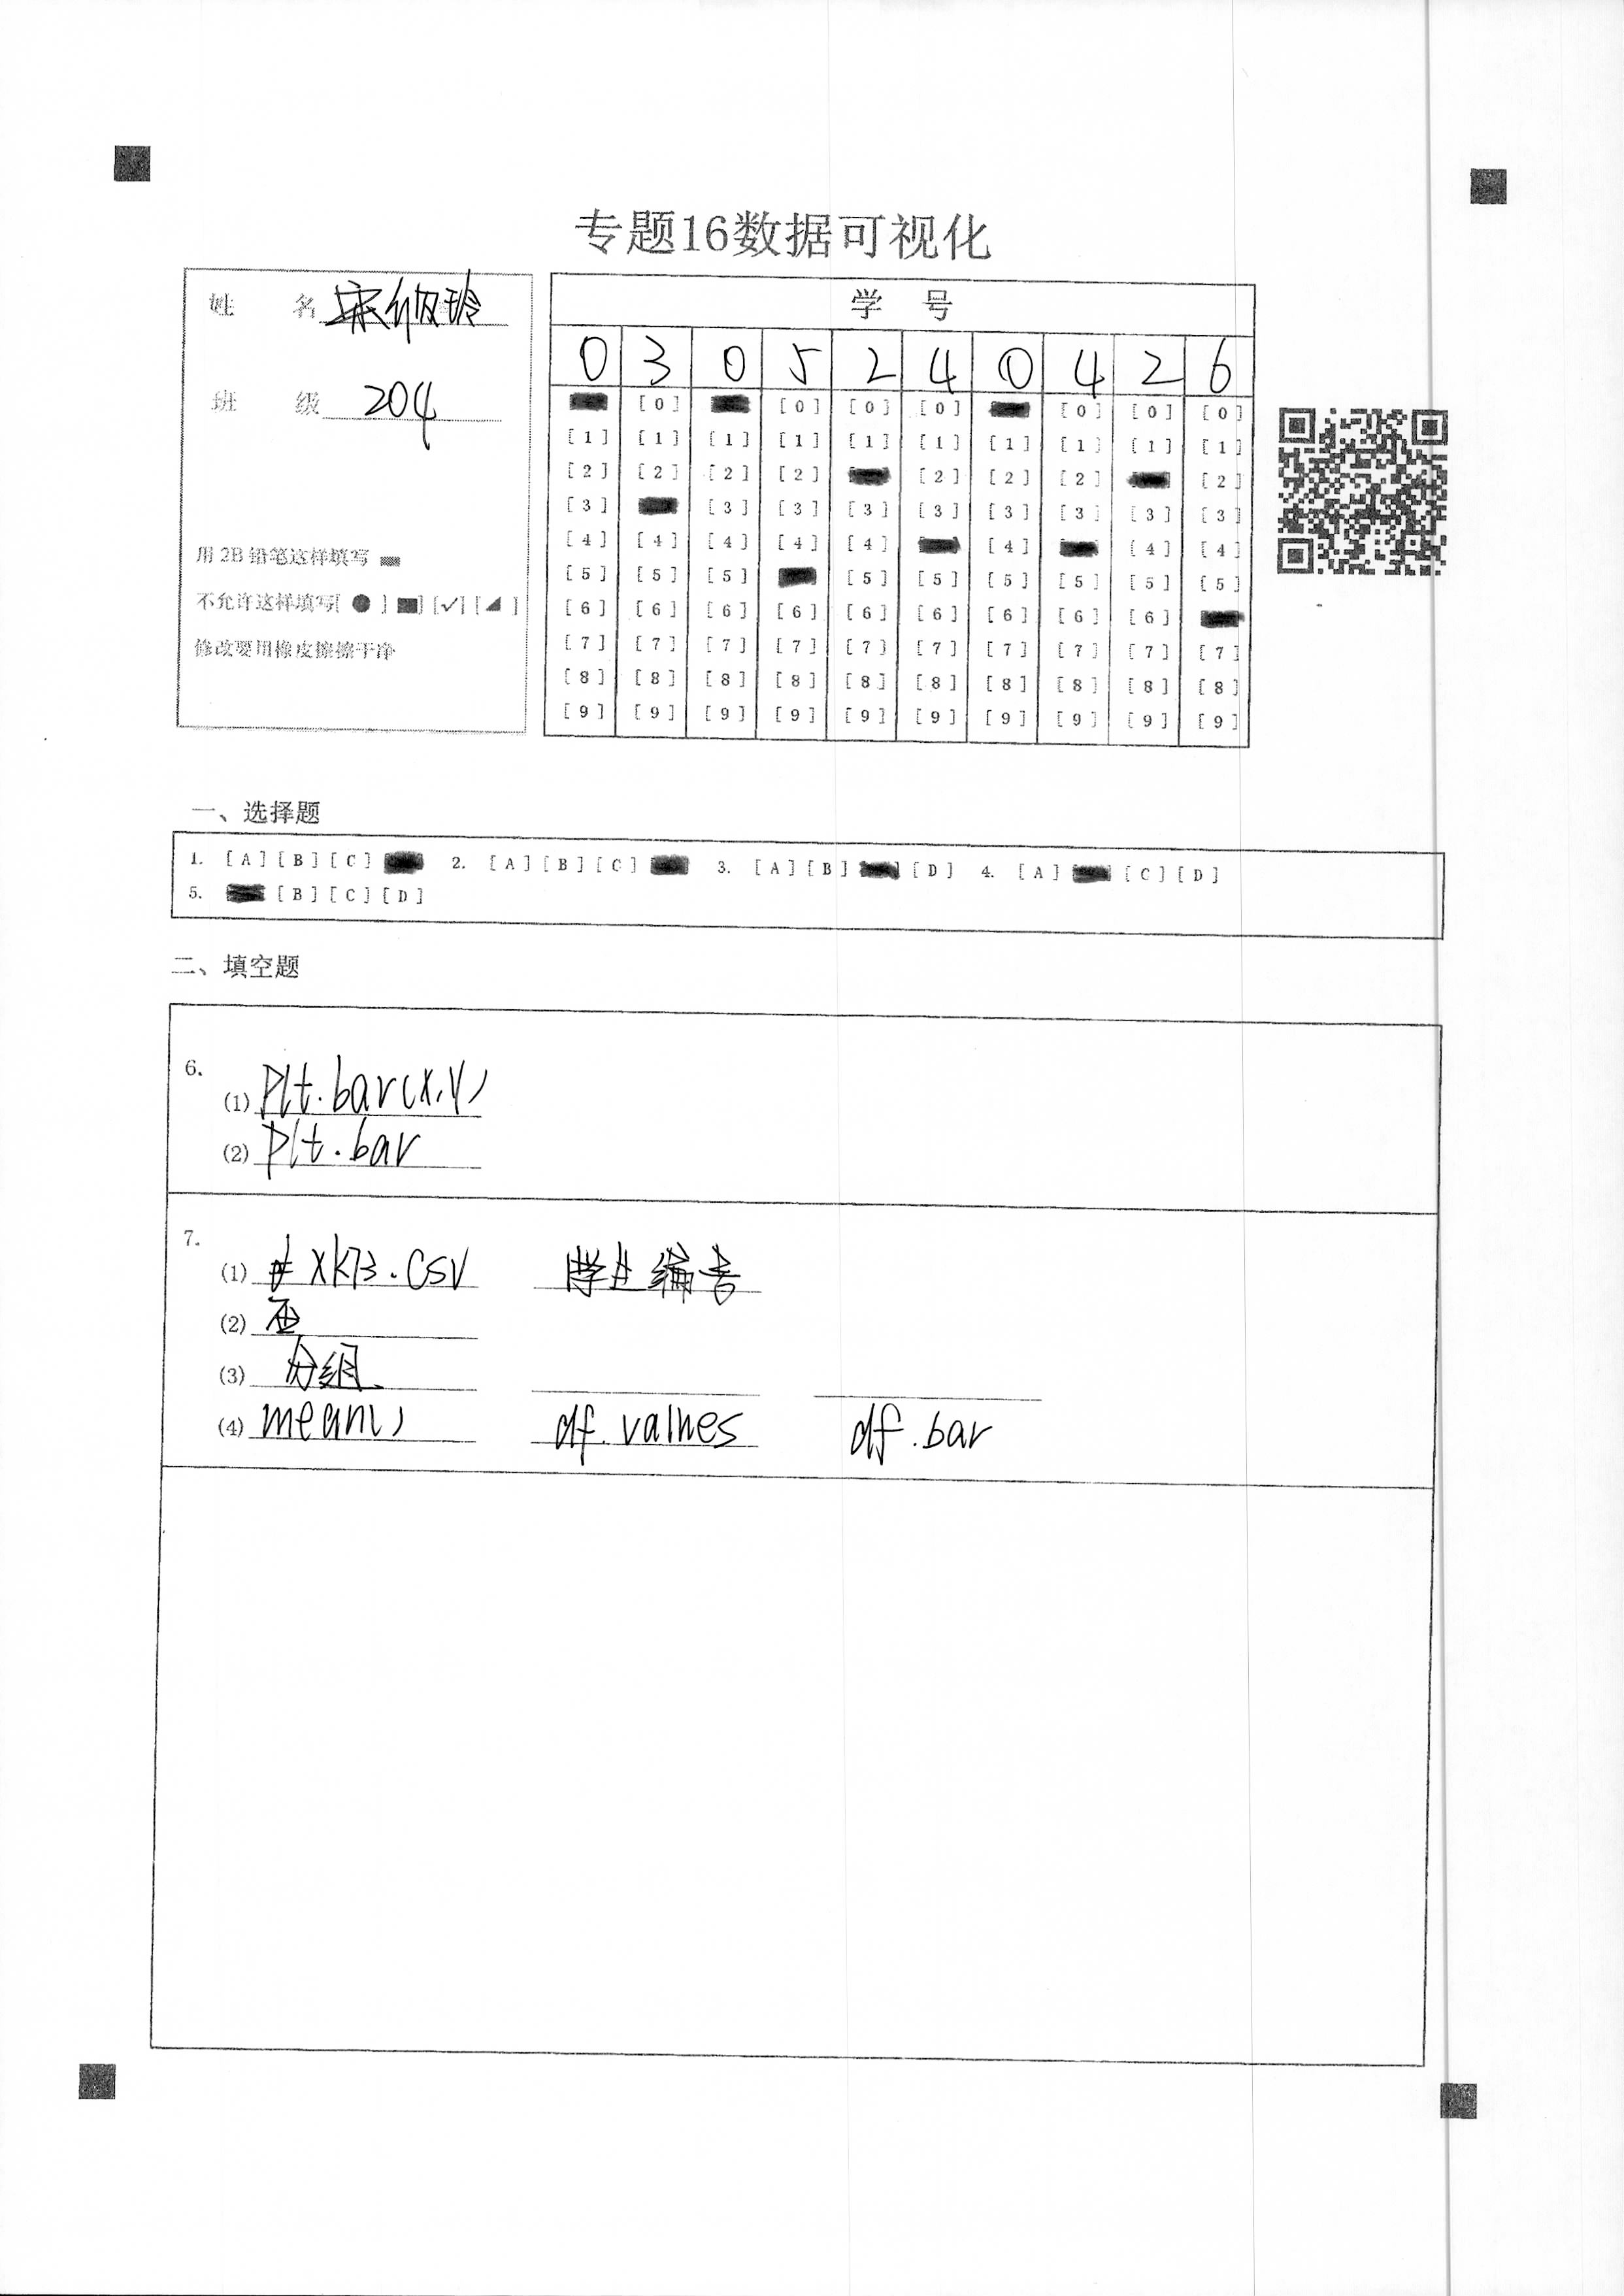 专题16数据可视化
姓 名
班 级 204
用2B铅笔这样填写
不允许这样填写[ ● ] [√] [ ]
修改要用橡皮擦擦干净
学 号
0 3 0 5 2 4 0 4 2 6
[0] [0] [0] [0] [0] [0] [0]
[1] [1] [1] [1] [1] [1] [1] [1] [1] [1]
[2] [2] [2] [2] [2] [2] [2] [2]
[3] [3] [3] [3] [3] [3] [3] [3] [3]
[4] [4] [4] [4] [4] [4] [4] [4]
[5] [5] [5] [5] [5] [5] [5] [5] [5]
[6] [6] [6] [6] [6] [6] [6] [6] [6]
[7] [7] [7] [7] [7] [7] [7] [7] [7] [7]
[8] [8] [8] [8] [8] [8] [8] [8] [8] [8]
[9] [9] [9] [9] [9] [9] [9] [9] [9] [9]
一、选择题
1. [A] [B] [C] 2. [A] [B] [C] 3. [A] [B] [D] 4. [A] [C] [D]
5. [B] [C] [D]
二、填空题
6.
(1) plt.bar(x,y)
(2) plt.bar
7.
(1) xkB.csv 学生编号
(2) 否
(3) 分组
(4) mean() df.values df.bar